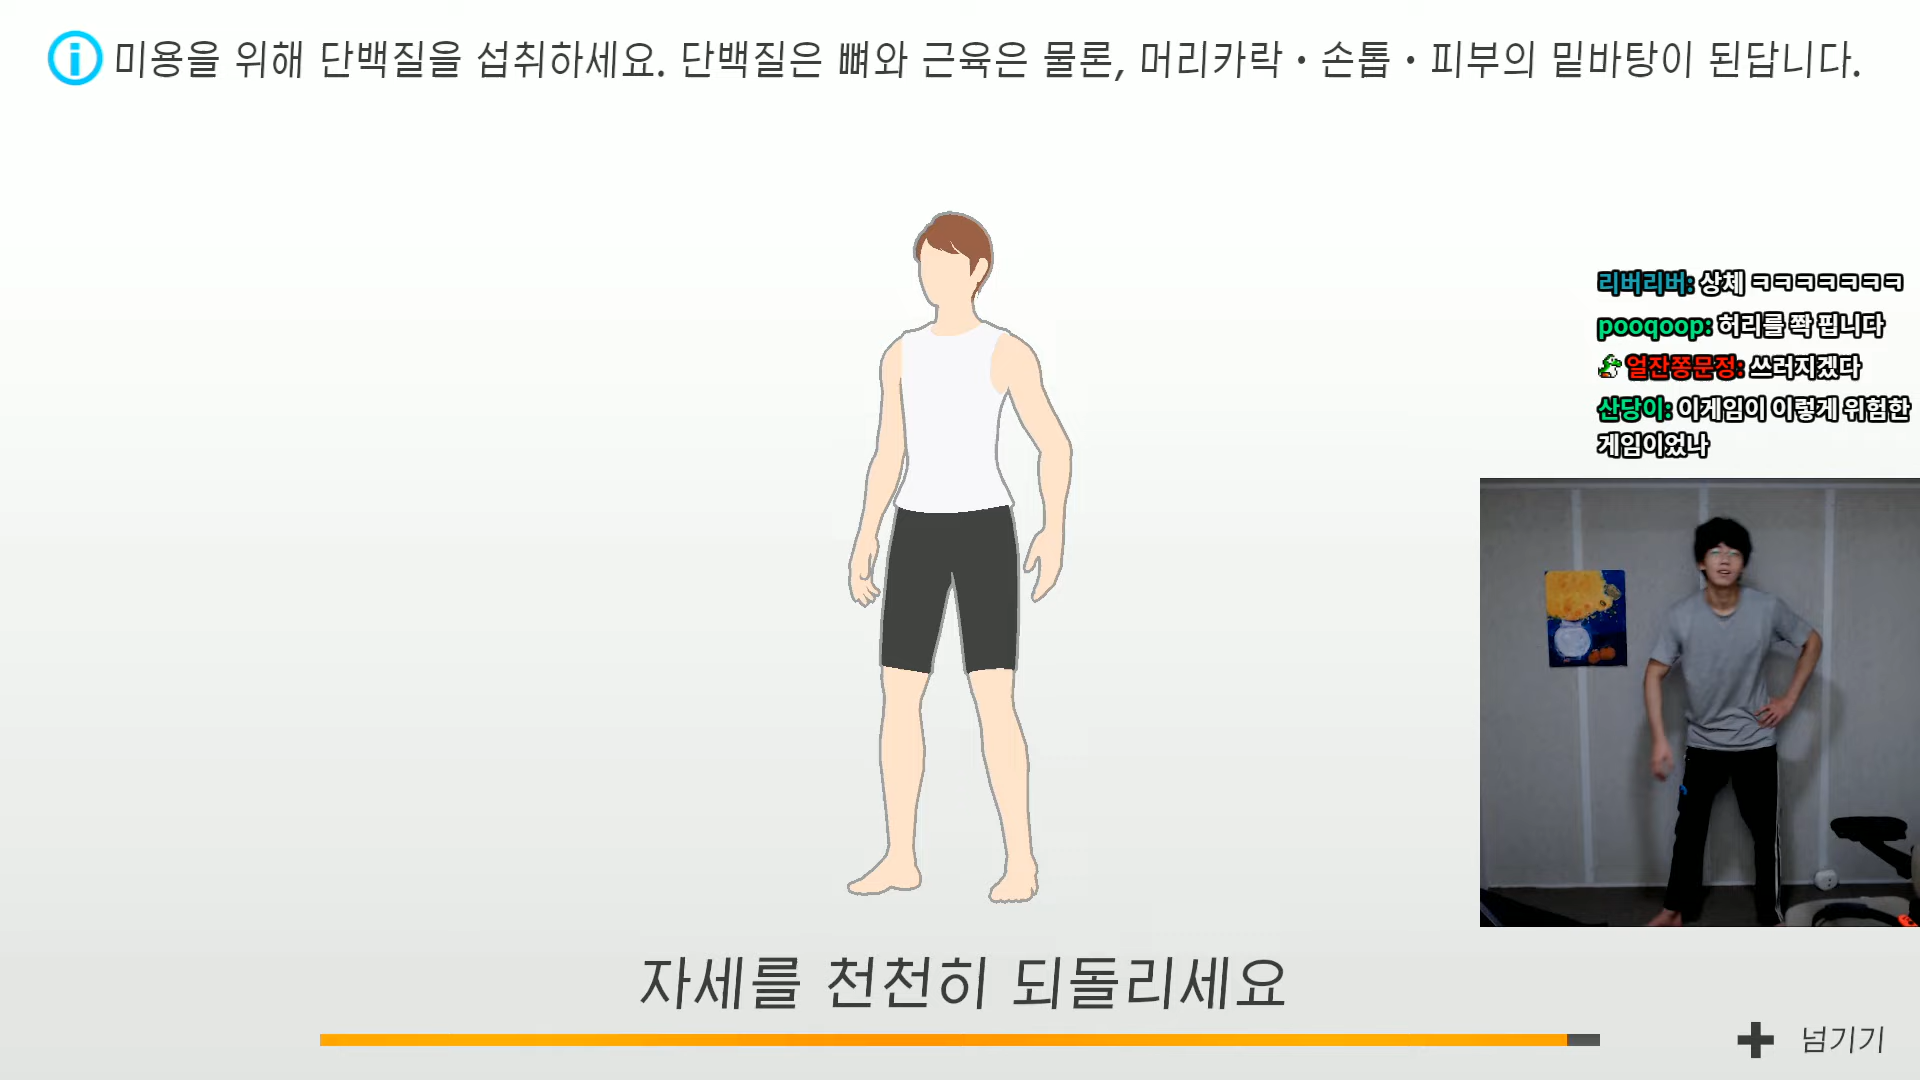 미용을 위해 단백질을 섭취하세요. 단백질은 뼈와 근육은 물론, 머리카락・손톱・피부의 밑바탕이 된답니다.
리버리버: 상체 ㅋㅋㅋㅋㅋㅋㅋ
pooqoop: 허리를 쫙 핍니다
얼잔쫑문정: 쓰러지겠다
산당이: 이게임이 이렇게 위험한
게임이었나
자세를 천천히 되돌리세요
넘기기